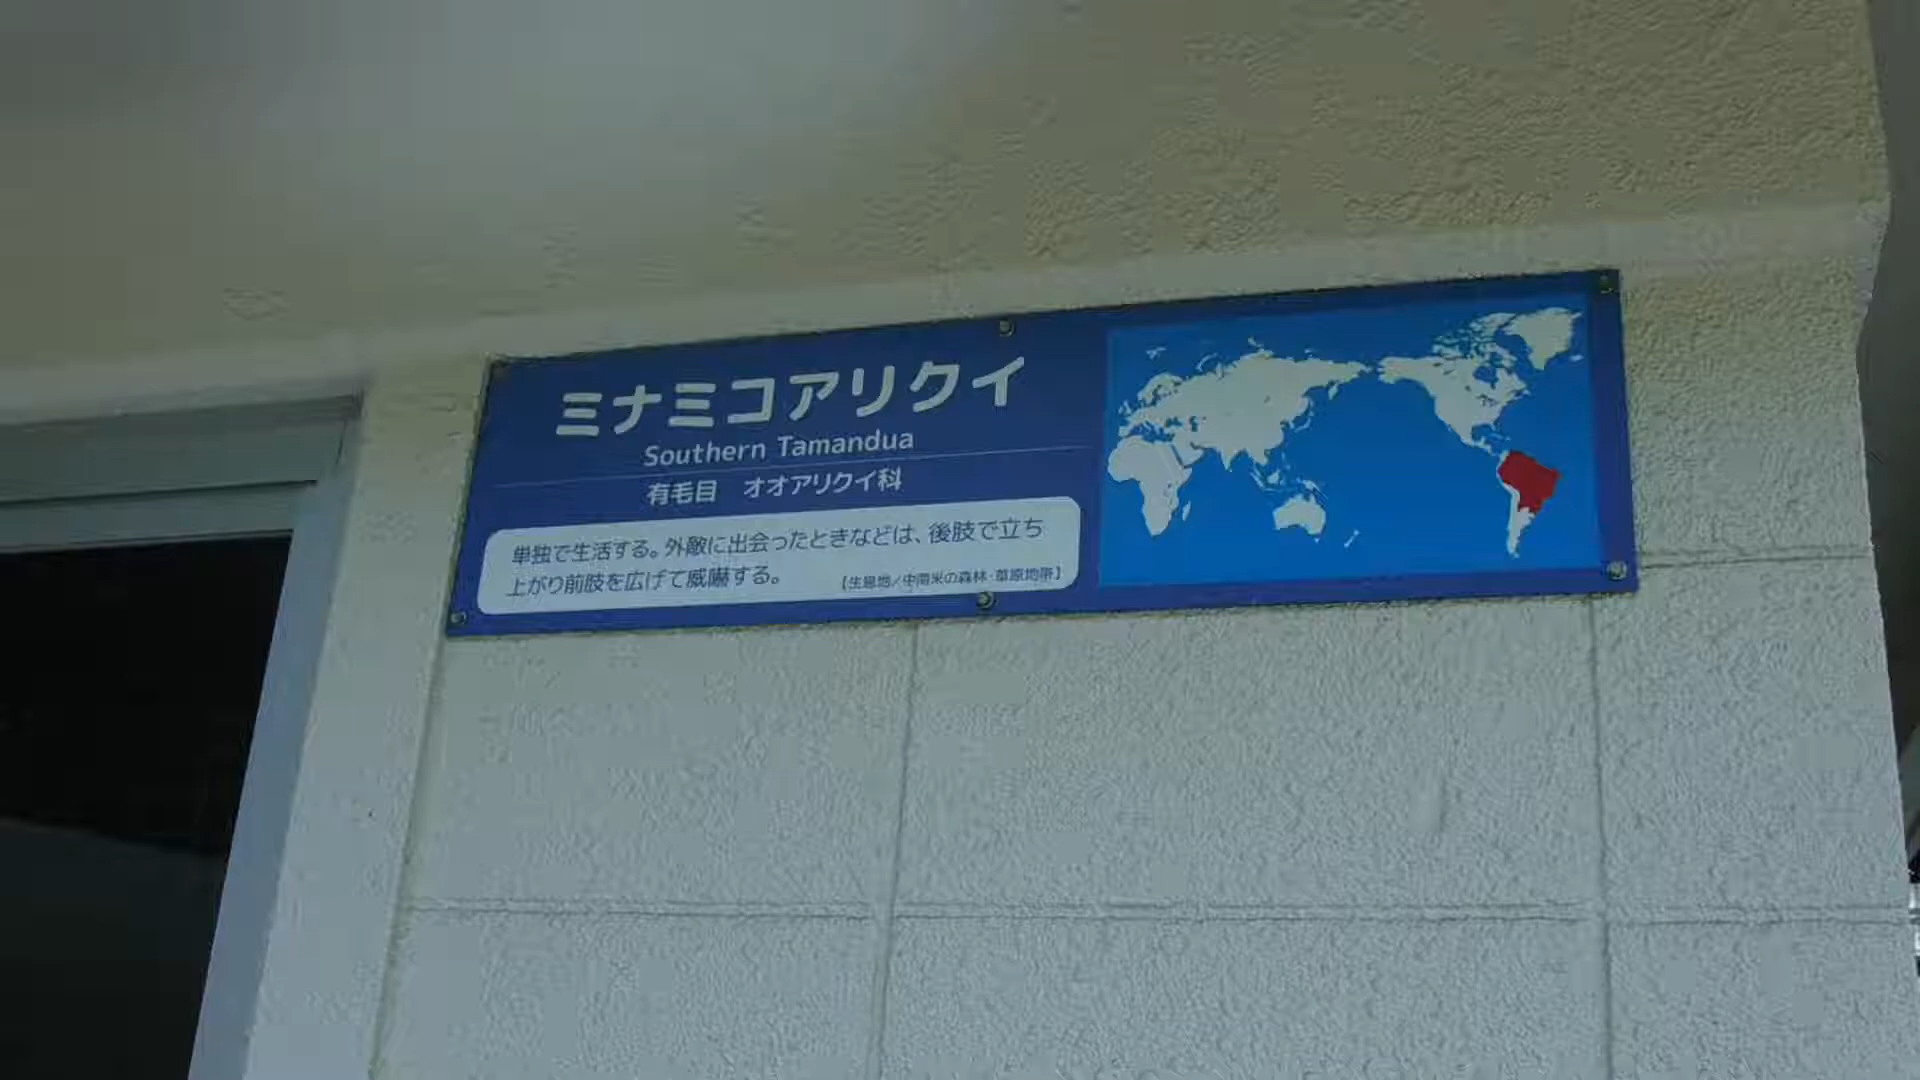 ミナミコアリクイ
Southern Tamandua
有毛目 オオアリクイ科
単独で生活する。外敵に出会ったときなどは、後肢で立ち
上がり前肢を広げて威嚇する。
【生息地/中南米の森林・草原地帯】